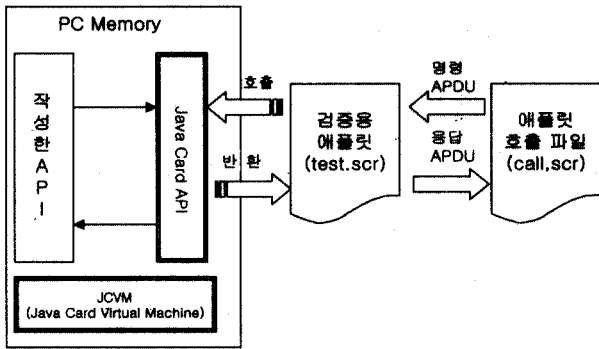 PC Memory
작성한 API
Java Card API
JCVM
(Java Card Virtual Machine)
호출
반환
검증용
애플릿
(test.scr)
명령
APDU
응답
APDU
애플릿
호출 파일
(call,scr)